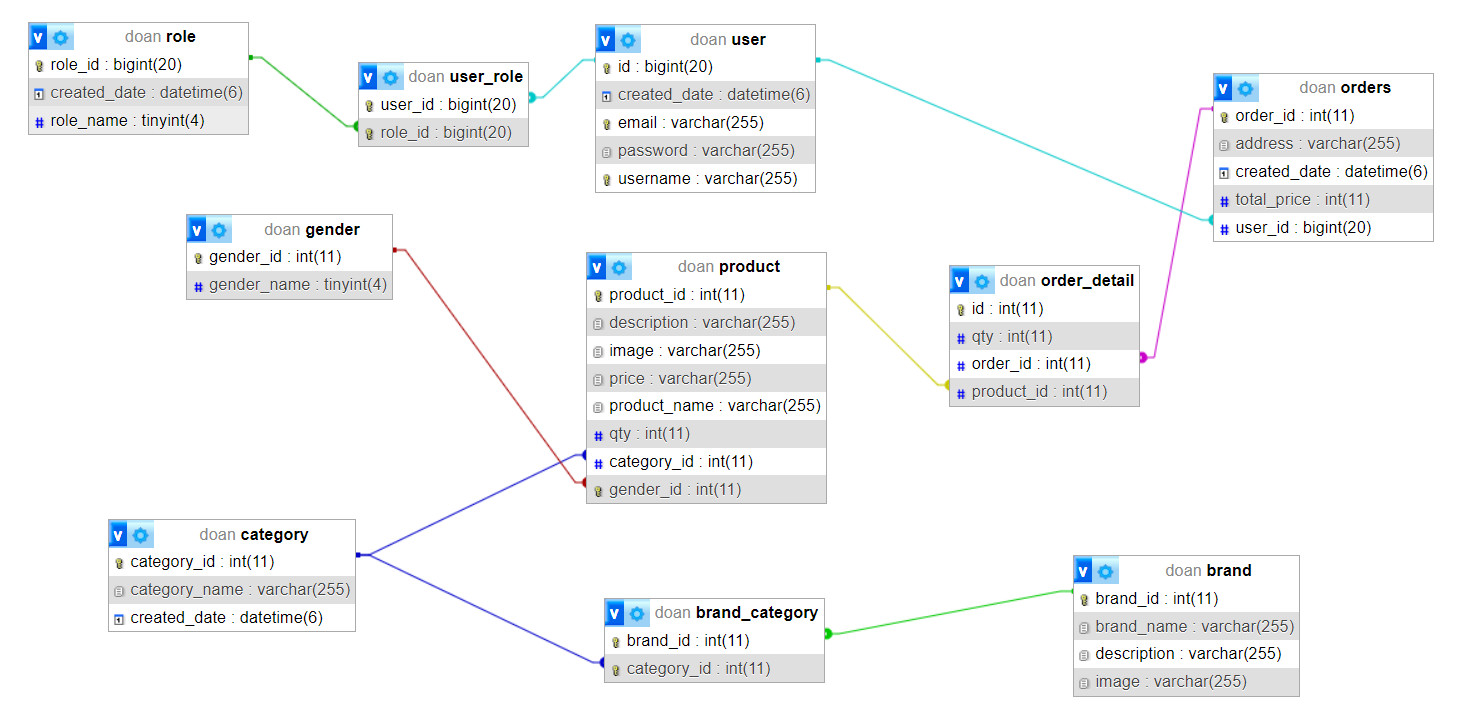 doan role
role_id : bigint(20)
created_date : datetime(6)
role_name : tinyint(4)
doan user_role
user_id : bigint(20)
role_id : bigint(20)
doan user
id : bigint(20)
created_date : datetime(6)
email : varchar(255)
password : varchar(255)
username : varchar(255)
doan orders
order_id : int(11)
address : varchar(255)
created_date : datetime(6)
total_price : int(11)
user_id : bigint(20)
doan gender
gender_id : int(11)
gender_name : tinyint(4)
doan product
product_id : int(11)
description : varchar(255)
image : varchar(255)
price : varchar(255)
product_name : varchar(255)
qty : int(11)
category_id : int(11)
gender_id : int(11)
doan order_detail
id : int(11)
qty : int(11)
order_id : int(11)
product_id : int(11)
doan category
category_id : int(11)
category_name : varchar(255)
created_date : datetime(6)
doan brand_category
brand_id : int(11)
category_id : int(11)
doan brand
brand_id : int(11)
brand_name : varchar(255)
description : varchar(255)
image : varchar(255)